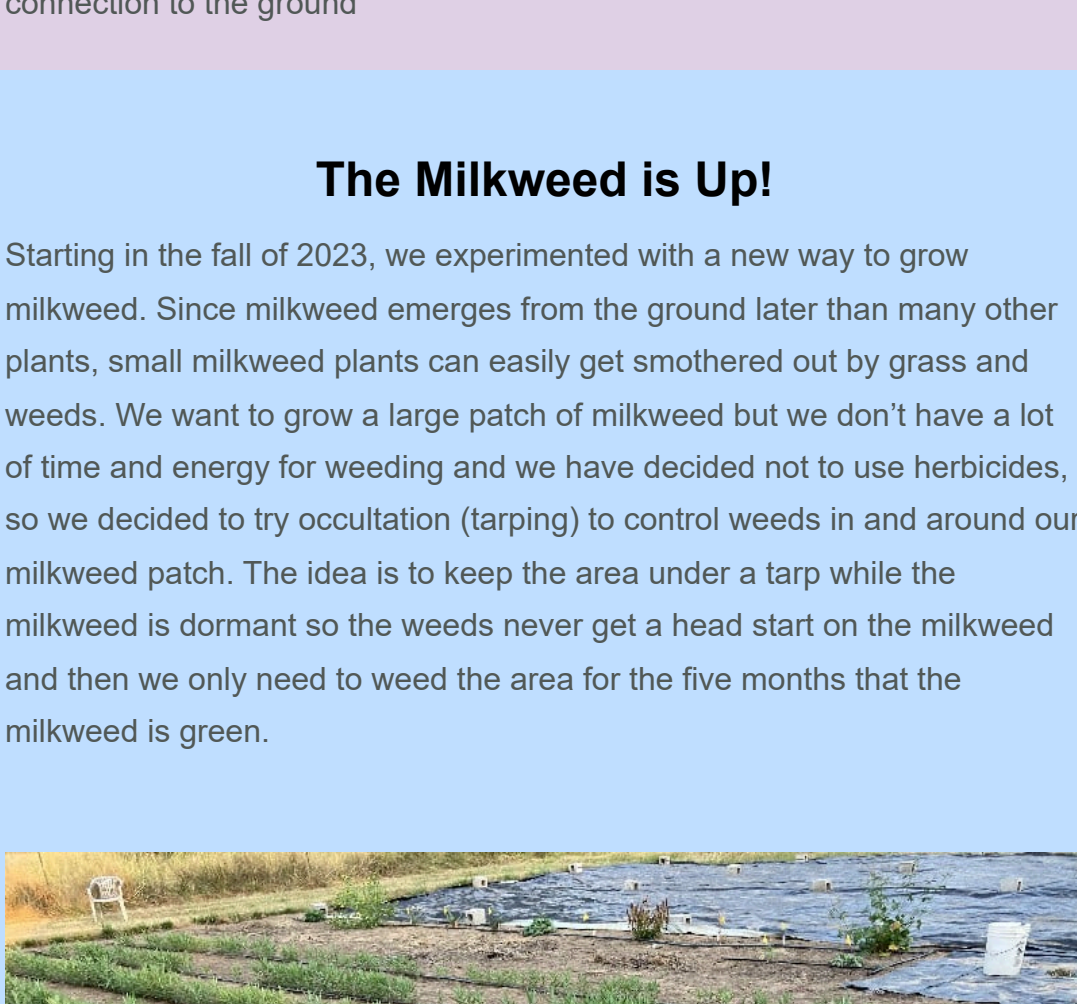 connection to the ground
The Milkweed is Up!
Starting in the fall of 2023, we experimented with a new way to grow
milkweed. Since milkweed emerges from the ground later than many other
plants, small milkweed plants can easily get smothered out by grass and
weeds. We want to grow a large patch of milkweed but we don’t have a lot
of time and energy for weeding and we have decided not to use herbicides,
so we decided to try occultation (tarping) to control weeds in and around our
milkweed patch. The idea is to keep the area under a tarp while the
milkweed is dormant so the weeds never get a head start on the milkweed
and then we only need to weed the area for the five months that the
milkweed is green.